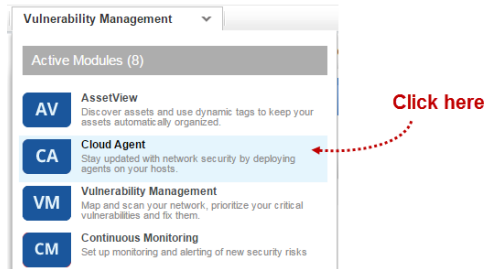 Vulnerability Management
Active Modules (8)
AV
AssetView
Discover assets and use dynamic tags to keep your
assets automatically organized.
Click here
CA
Cloud Agent
Stay updated with network security by deploying
agents on your hosts.
VM
Vulnerability Management
Map and scan your network, prioritize your critical
vulnerabilities and fix them.
CM
Continuous Monitoring
Set up monitoring and alerting of new security risks